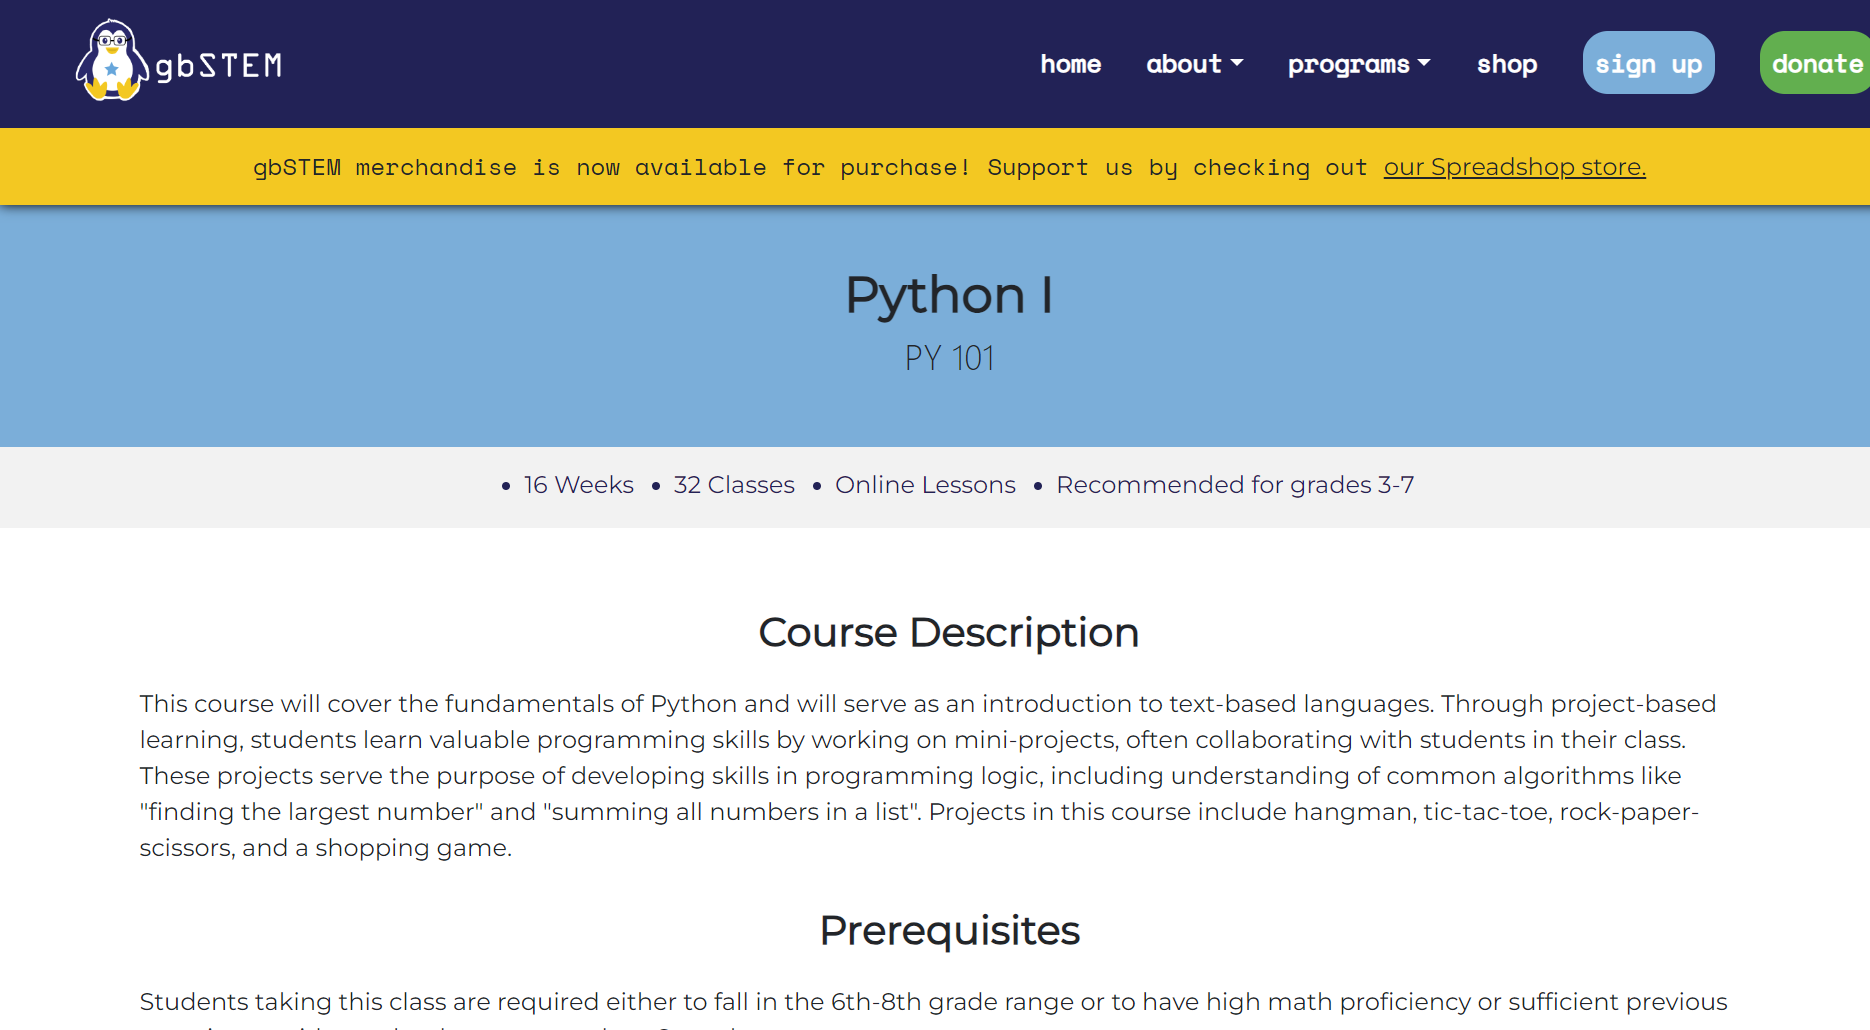 gbSTEM
home about programs shop sign up donate
gbSTEM merchandise is now available for purchase! Support us by checking out our Spreadshop store.
Python I
PY 101
• 16 Weeks • 32 Classes • Online Lessons • Recommended for grades 3-7
Course Description
This course will cover the fundamentals of Python and will serve as an introduction to text-based languages. Through project-based
learning, students learn valuable programming skills by working on mini-projects, often collaborating with students in their class.
These projects serve the purpose of developing skills in programming logic, including understanding of common algorithms like
"finding the largest number" and "summing all numbers in a list". Projects in this course include hangman, tic-tac-toe, rock-paper-
scissors, and a shopping game.
Prerequisites
Students taking this class are required either to fall in the 6th-8th grade range or to have high math proficiency or sufficient previous